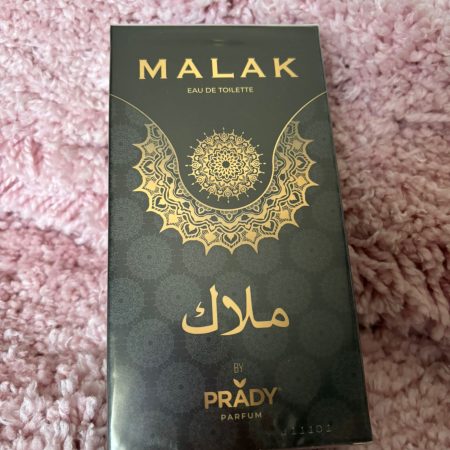 MALAK
EAU DE TOILETTE
ملاك
BY
PRADY®
PARFUM